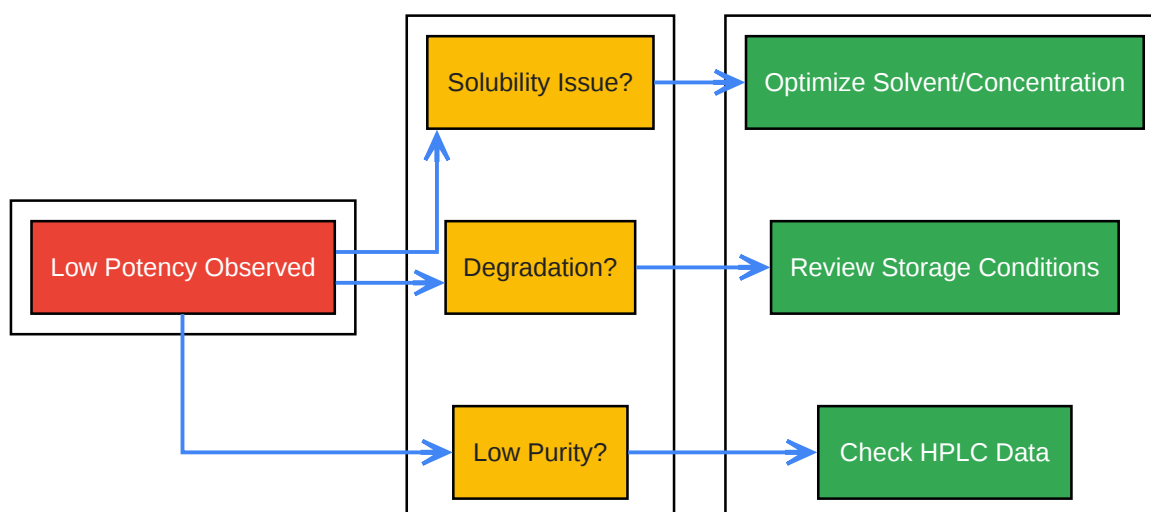 Solubility Issue?
Optimize Solvent/Concentration
Low Potency Observed
Degradation?
Review Storage Conditions
Low Purity?
Check HPLC Data